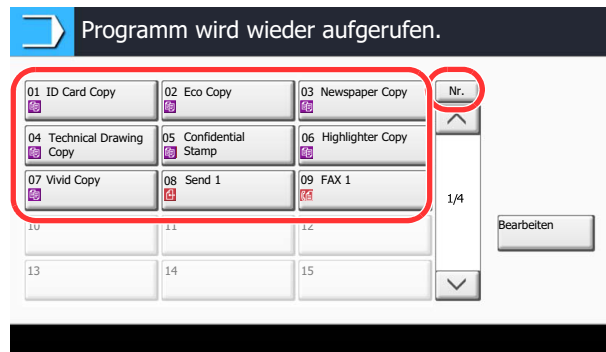 Programm wird wieder aufgerufen.
01 ID Card Copy
02 Eco Copy
03 Newspaper Copy
Nr.
04 Technical Drawing
Copy
05 Confidential
Stamp
06 Highlighter Copy
07 Vivid Copy
08 Send 1
09 FAX 1
1/4
10
11
12
Bearbeiten
13
14
15